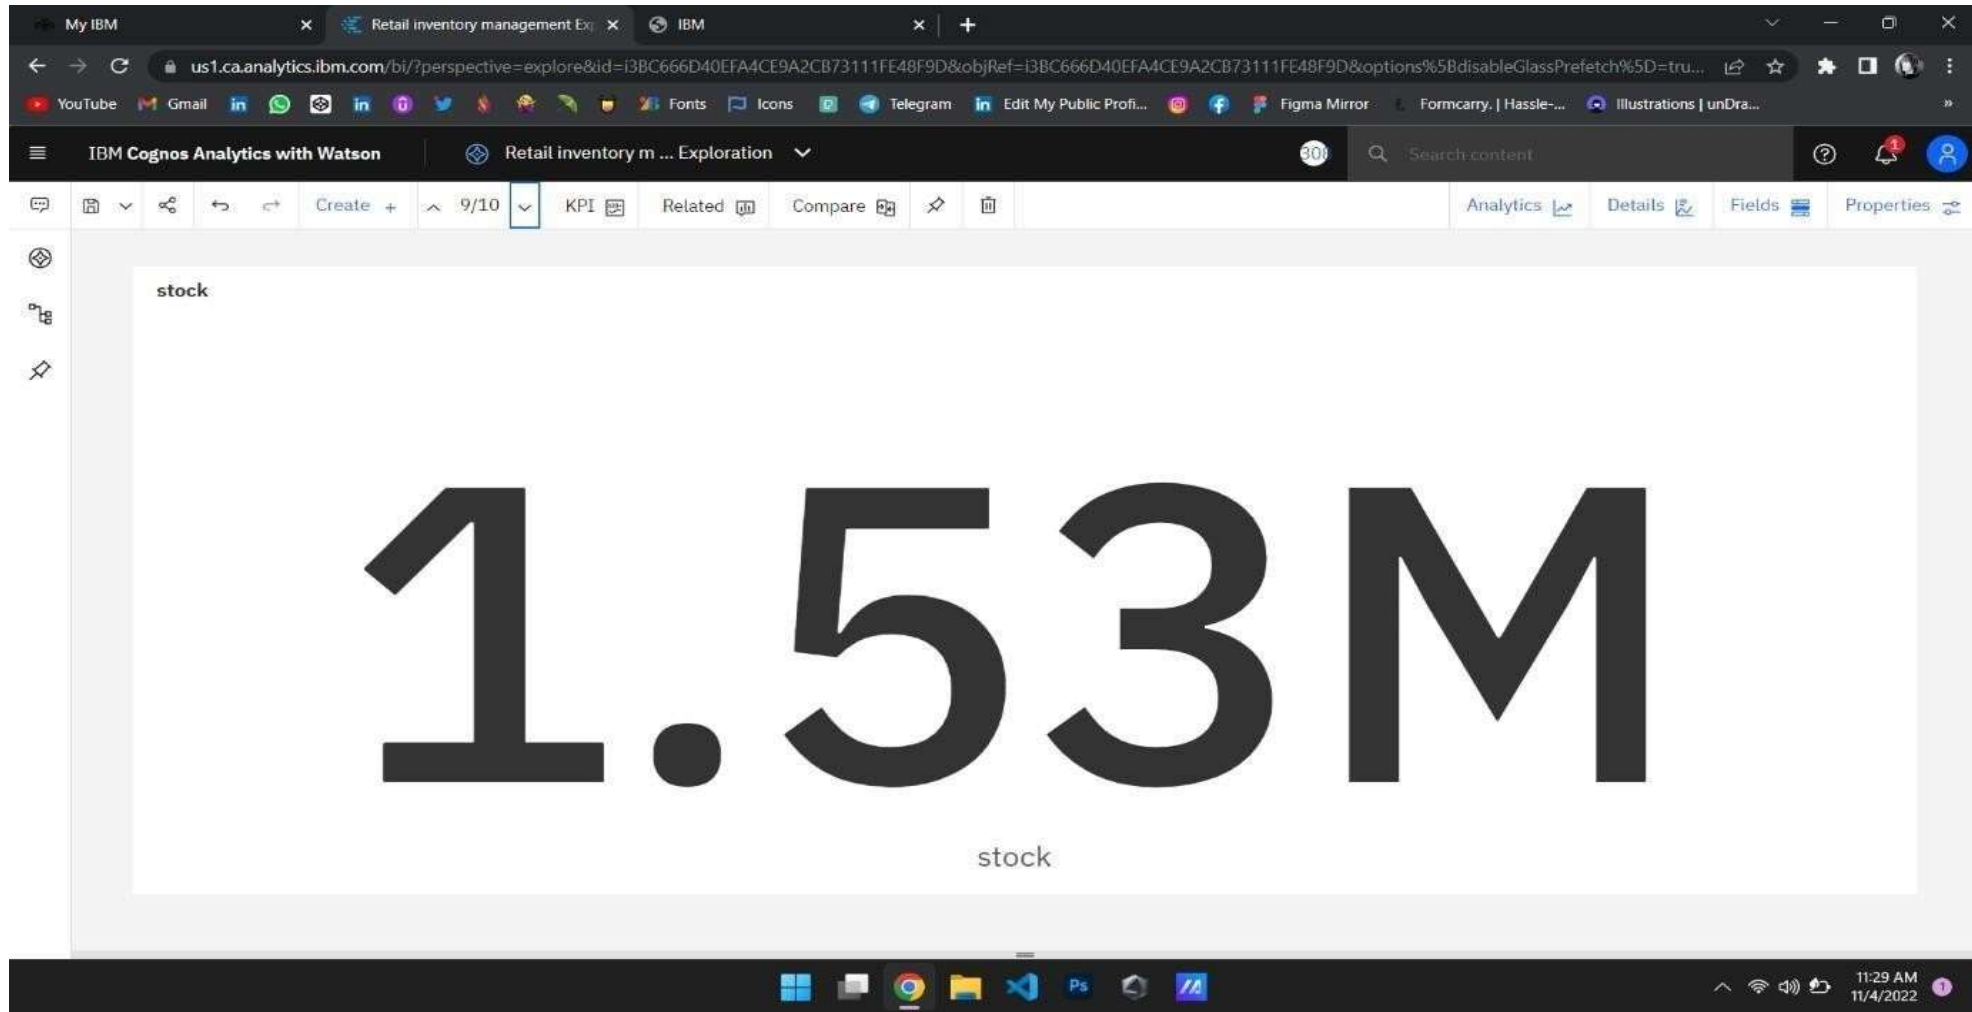 My IBM
Retail inventory management Ex
IBM
us1.ca.analytics.ibm.com/bi/?perspective=explore&id=i3BC666D40EFA4CE9A2CB73111FE48F9D&objRef=i3BC666D40EFA4CE9A2CB73111FE48F9D&options%5BdisableGlassPrefetch%5D=tru...
YouTube Gmail Fonts Icons Telegram Edit My Public Profi... Figma Mirror Formcarry. | Hassle-... Illustrations | unDra...
IBM Cognos Analytics with Watson
Retail inventory m ... Exploration
Search content
1
Create + 9/10 KPI Related Compare Analytics Details Fields Properties
stock
1.53M
stock
Ps
11:29 AM
11/4/2022
1